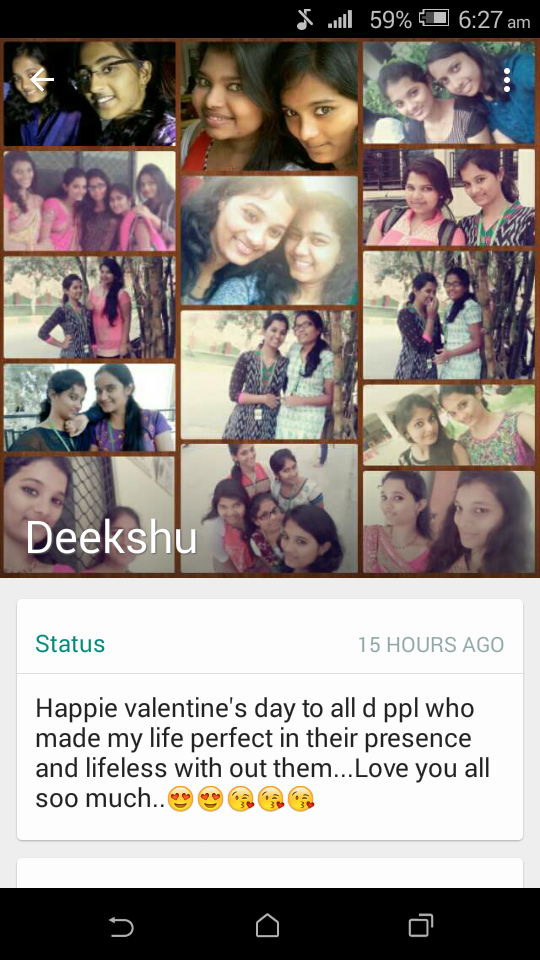 59% 6:27 am
Deekshu
Status 15 HOURS AGO
Happie valentine's day to all d ppl who
made my life perfect in their presence
and lifeless with out them...Love you all
soo much..😍😍😘😘😘